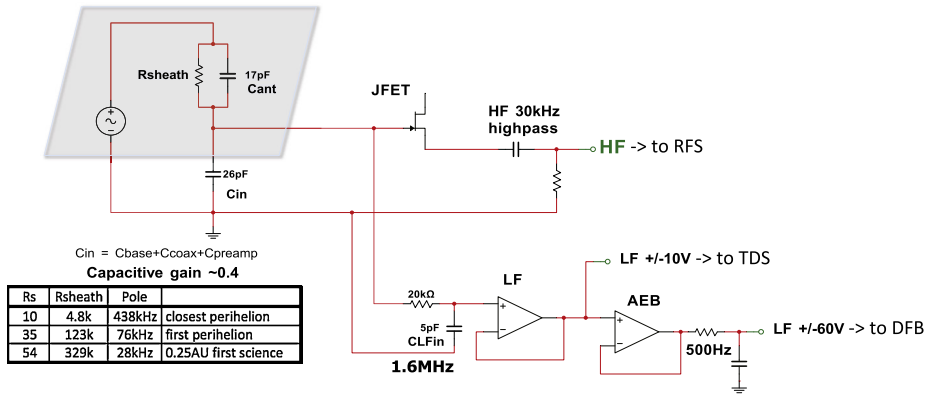 Rsheath
17pF
Cant
+
~
-
26pF
Cin
JFET
HF 30kHz
highpass
HF -> to RFS
Cin = Cbase+Ccoax+Cpreamp
Capacitive gain ~0.4
Rs Rsheath Pole
10 4.8k 438kHz closest perihelion
35 123k 76kHz first perihelion
54 329k 28kHz 0.25AU first science
20kΩ
5pF
CLFin
1.6MHz
LF
+
−
LF +/-10V -> to TDS
AEB
+
−
500Hz
LF +/-60V -> to DFB